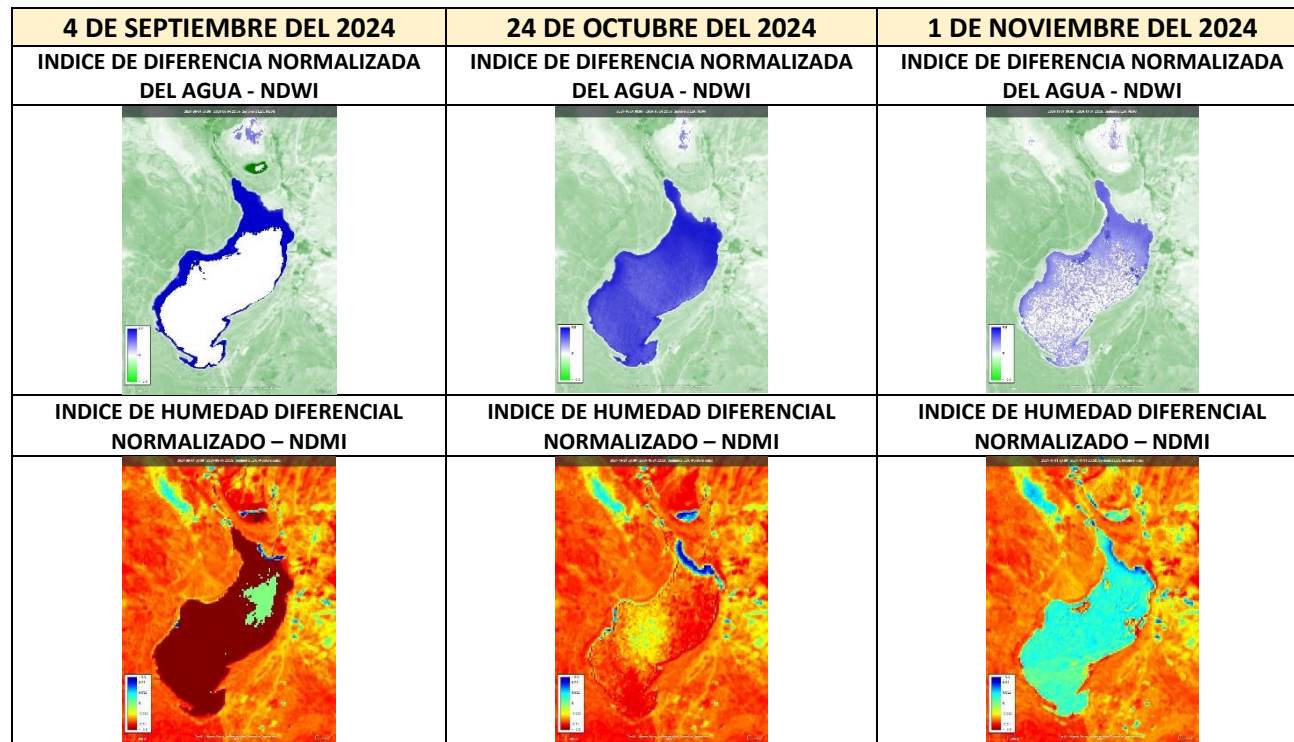 4 DE SEPTIEMBRE DEL 2024
24 DE OCTUBRE DEL 2024
1 DE NOVIEMBRE DEL 2024
INDICE DE DIFERENCIA NORMALIZADA
DEL AGUA - NDWI
INDICE DE DIFERENCIA NORMALIZADA
DEL AGUA - NDWI
INDICE DE DIFERENCIA NORMALIZADA
DEL AGUA - NDWI
INDICE DE HUMEDAD DIFERENCIAL
NORMALIZADO – NDMI
INDICE DE HUMEDAD DIFERENCIAL
NORMALIZADO – NDMI
INDICE DE HUMEDAD DIFERENCIAL
NORMALIZADO – NDMI